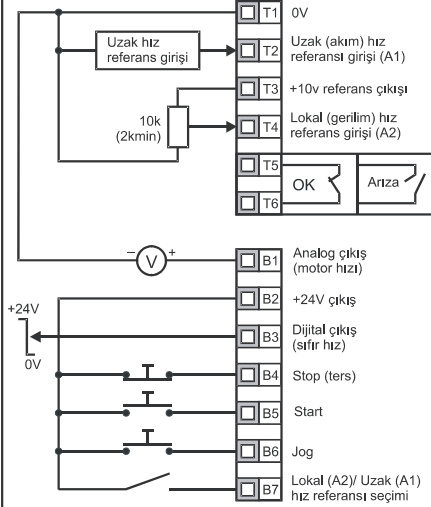 T1 0V
Uzak hız
referans girişi
T2 Uzak (akım) hız
referansı girişi (A1)
T3 +10v referans çıkışı
10k
(2kmin)
T4 Lokal (gerilim) hız
referans girişi (A2)
T5
OK
Arıza
T6
– V +
B1 Analog çıkış
(motor hızı)
B2 +24V çıkış
+24V
0V
B3 Dijital çıkış
(sıfır hız)
B4 Stop (ters)
B5 Start
B6 Jog
B7 Lokal (A2)/ Uzak (A1)
hız referansı seçimi